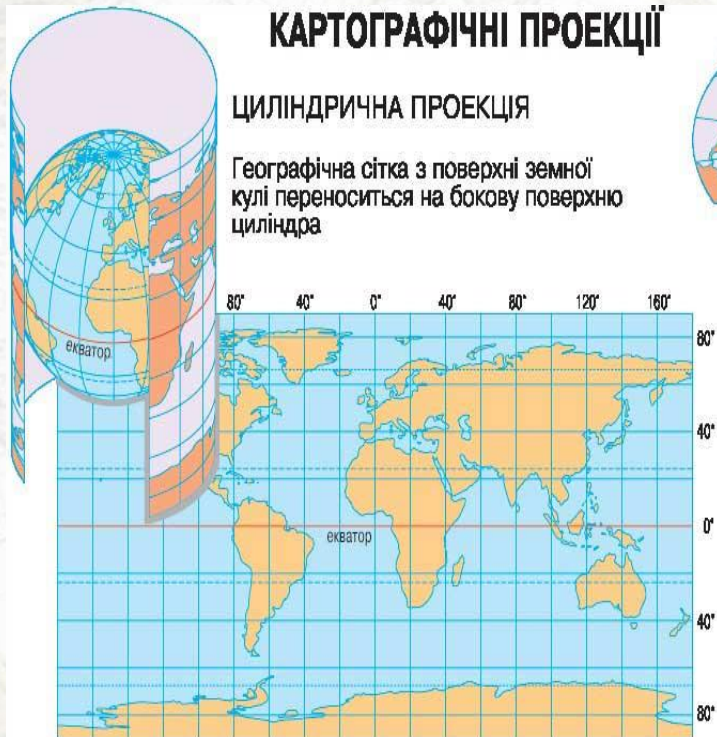 КАРТОГРАФІЧНІ ПРОЕКЦІЇ
ЦИЛІНДРИЧНА ПРОЕКЦІЯ
Географічна сітка з поверхні земної
кулі переноситься на бокову поверхню
циліндра
екватор
80° 40° 0° 40° 80° 120° 160°
80°
40°
0°
екватор
40°
80°